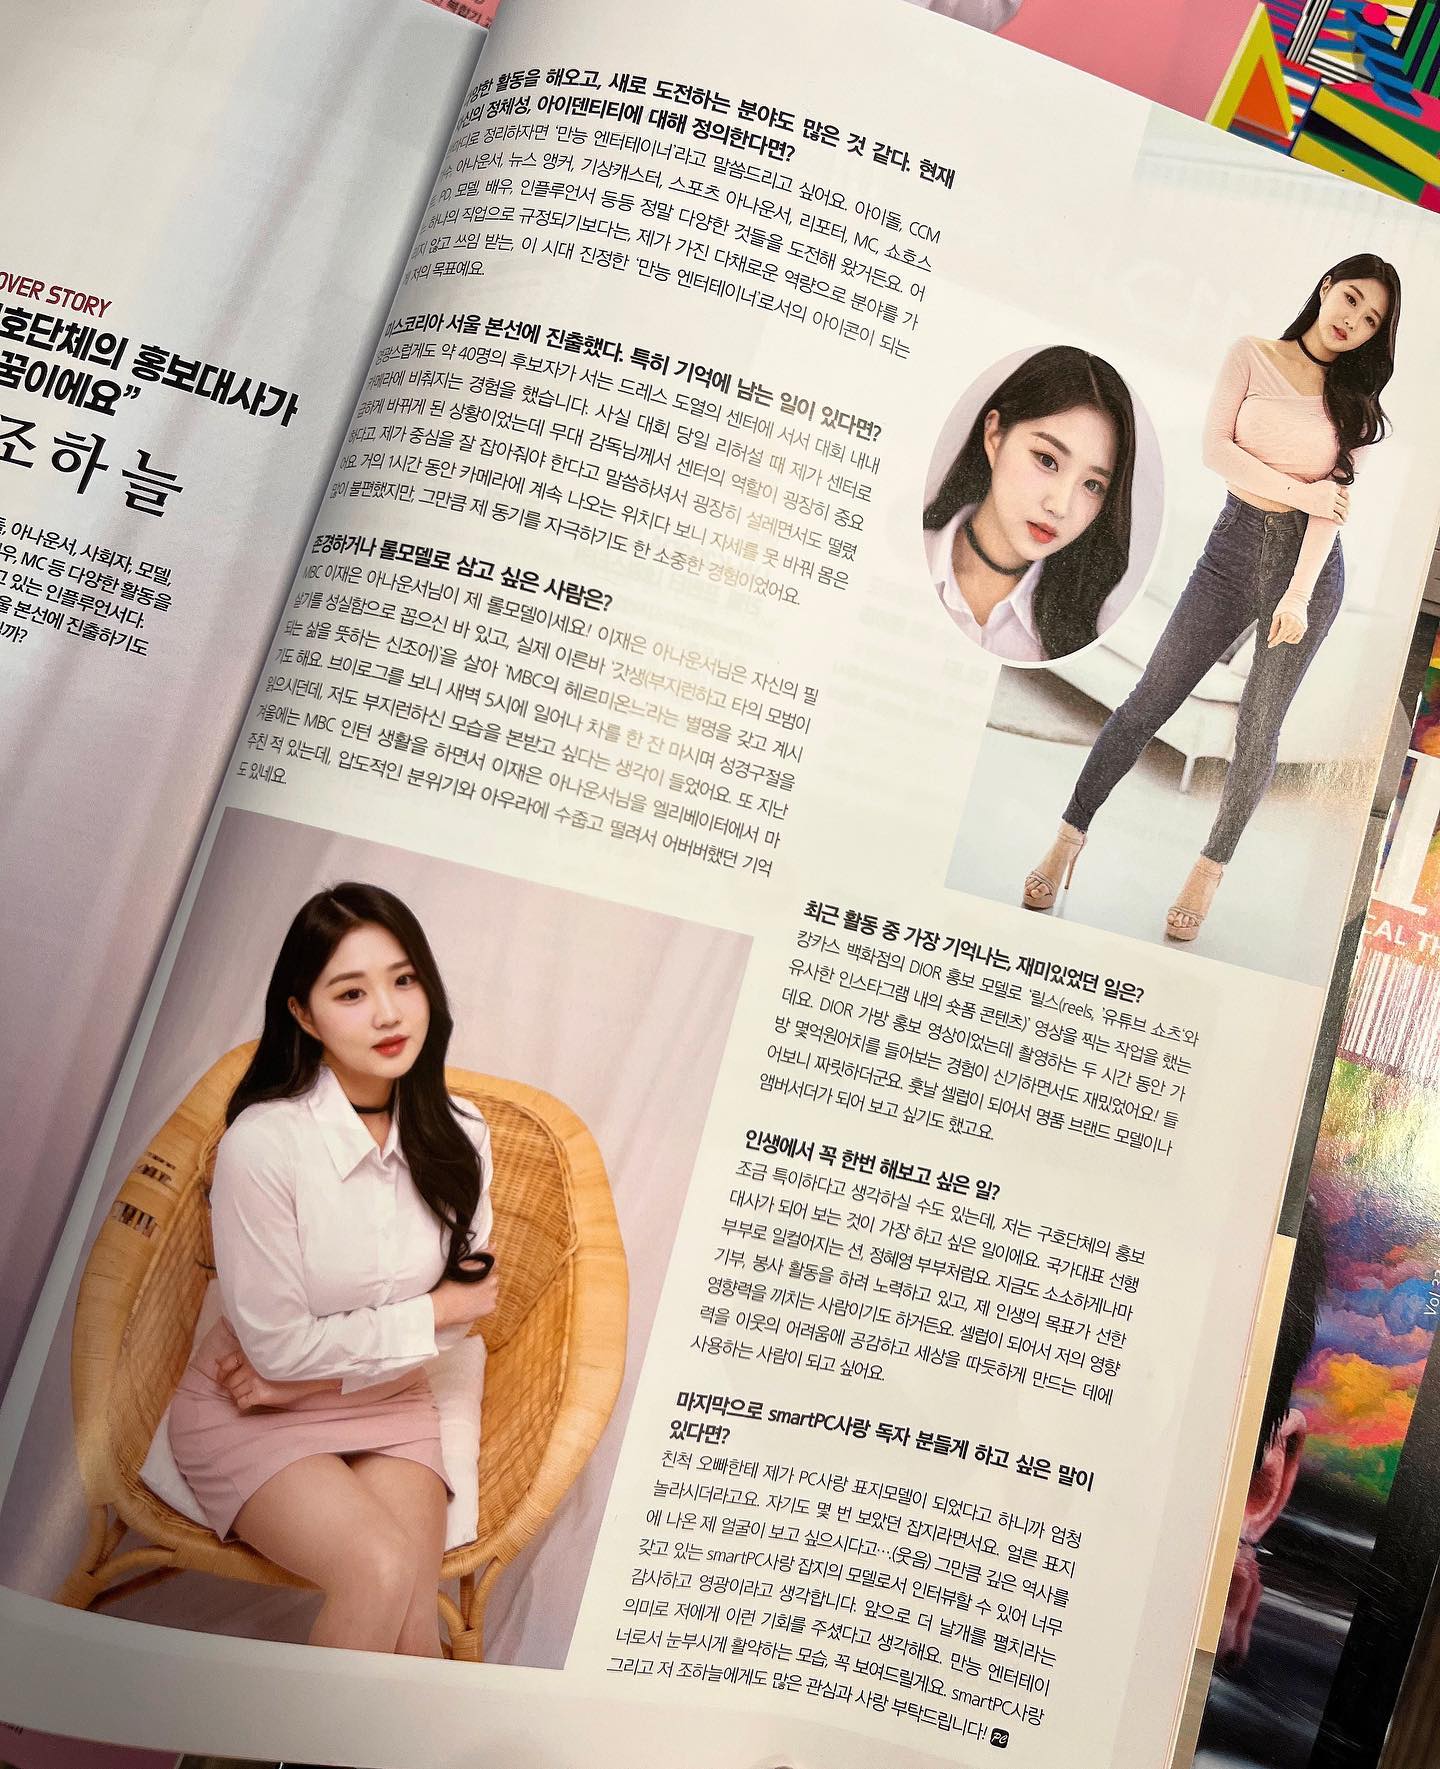 OVER STORY
호단체의 홍보대사가
꿈이에요”
조하늘
, 아나운서, 사회자, 모델,
우, MC 등 다양한 활동을
고 있는 인플루언서다.
울 본선에 진출하기도
일까?
양한 활동을 해오고, 새로 도전하는 분야도 많은 것 같다. 현재
자신의 정체성, 아이덴티티에 대해 정의한다면?
마디로 정리하자면 ‘만능 엔터테이너’라고 말씀드리고 싶어요. 아이돌, CCM
아나운서, 뉴스 앵커, 기상캐스터, 스포츠 아나운서, 리포터, MC, 쇼호스
PD, 모델, 배우, 인플루언서 등등 정말 다양한 것들을 도전해 왔거든요. 어
하나의 직업으로 규정되기보다는, 제가 가진 다채로운 역량으로 분야를 가
리지 않고 쓰임 받는, 이 시대 진정한 ‘만능 엔터테이너’로서의 아이콘이 되는
게 저의 목표예요.
미스코리아 서울 본선에 진출했다. 특히 기억에 남는 일이 있다면?
영광스럽게도 약 40명의 후보자가 서는 드레스 도열의 센터에 서서 대회 내내
카메라에 비춰지는 경험을 했습니다. 사실 대회 당일 리허설 때 제가 센터로
급하게 바뀌게 된 상황이었는데 무대 감독님께서 센터의 역할이 굉장히 중요
하다고, 제가 중심을 잘 잡아줘야 한다고 말씀하셔서 굉장히 설레면서도 떨렸
어요. 거의 1시간 동안 카메라에 계속 나오는 위치다 보니 자세를 못 바꿔 몸은
많이 불편했지만, 그만큼 제 동기를 자극하기도 한 소중한 경험이었어요.
존경하거나 롤모델로 삼고 싶은 사람은?
MBC 이재은 아나운서님이 제 롤모델이세요! 이재은 아나운서님은 자신의 필
살기를 성실함으로 꼽으신 바 있고, 실제 이른바 ‘갓생(부지런하고 타의 모범이
되는 삶을 뜻하는 신조어)’을 살아 ‘MBC의 헤르미온느’라는 별명을 갖고 계시
기도 해요. 브이로그를 보니 새벽 5시에 일어나 차를 한 잔 마시며 성경구절을
읽으시던데, 저도 부지런하신 모습을 본받고 싶다는 생각이 들었어요. 또 지난
겨울에는 MBC 인턴 생활을 하면서 이재은 아나운서님을 엘리베이터에서 마
주친 적 있는데, 압도적인 분위기와 아우라에 수줍고 떨려서 어버버했던 기억
도 있네요.
최근 활동 중 가장 기억나는, 재미있었던 일은?
캉카스 백화점의 DIOR 홍보 모델로 ‘릴스(reels, ‘유튜브 쇼츠’와
유사한 인스타그램 내의 숏폼 콘텐츠)’ 영상을 찍는 작업을 했는
데요. DIOR 가방 홍보 영상이었는데 촬영하는 두 시간 동안 가
방 몇억원어치를 들어보는 경험이 신기하면서도 재밌었어요! 들
어보니 짜릿하더군요. 훗날 셀럽이 되어서 명품 브랜드 모델이나
앰버서더가 되어 보고 싶기도 했고요.
인생에서 꼭 한번 해보고 싶은 일?
조금 특이하다고 생각하실 수도 있는데, 저는 구호단체의 홍보
대사가 되어 보는 것이 가장 하고 싶은 일이에요. 국가대표 선행
부부로 일컬어지는 션, 정혜영 부부처럼요. 지금도 소소하게나마
기부, 봉사 활동을 하려 노력하고 있고, 제 인생의 목표가 선한
영향력을 끼치는 사람이기도 하거든요. 셀럽이 되어서 저의 영향
력을 이웃의 어려움에 공감하고 세상을 따듯하게 만드는 데에
사용하는 사람이 되고 싶어요.
마지막으로 smartPC사랑 독자 분들게 하고 싶은 말이
있다면?
친척 오빠한테 제가 PC사랑 표지모델이 되었다고 하니까 엄청
놀라시더라고요. 자기도 몇 번 보았던 잡지라면서요. 얼른 표지
에 나온 제 얼굴이 보고 싶으시다고…(웃음) 그만큼 깊은 역사를
갖고 있는 smartPC사랑 잡지의 모델로서 인터뷰할 수 있어 너무
감사하고 영광이라고 생각합니다. 앞으로 더 날개를 펼치라는
의미로 저에게 이런 기회를 주셨다고 생각해요. 만능 엔터테이
너로서 눈부시게 활약하는 모습, 꼭 보여드릴게요. smartPC사랑
그리고 저 조하늘에게도 많은 관심과 사랑 부탁드립니다! PC